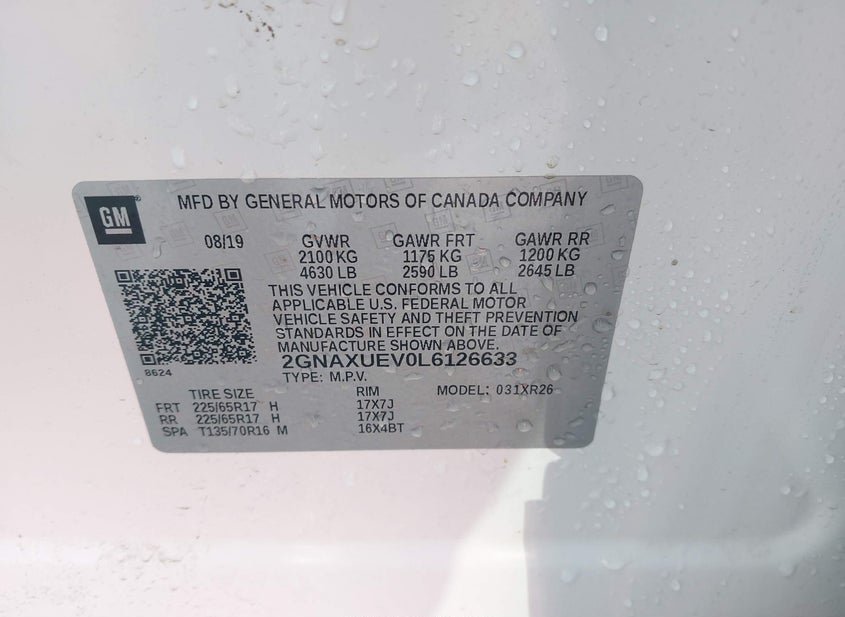 GM
MFD BY GENERAL MOTORS OF CANADA COMPANY
08/19 GVWR GAWR FRT GAWR RR
2100 KG 1175 KG 1200 KG
4630 LB 2590 LB 2645 LB
THIS VEHICLE CONFORMS TO ALL
APPLICABLE U.S. FEDERAL MOTOR
VEHICLE SAFETY AND THEFT PREVENTION
STANDARDS IN EFFECT ON THE DATE OF
MANUFACTURE SHOWN ABOVE.
8624
2GNAXUEV0L6126633
TYPE: M.P.V. MODEL: 031XR26
TIRE SIZE RIM
FRT 225/65R17 H 17X7J
RR 225/65R17 H 17X7J
SPA T135/70R16 M 16X4BT